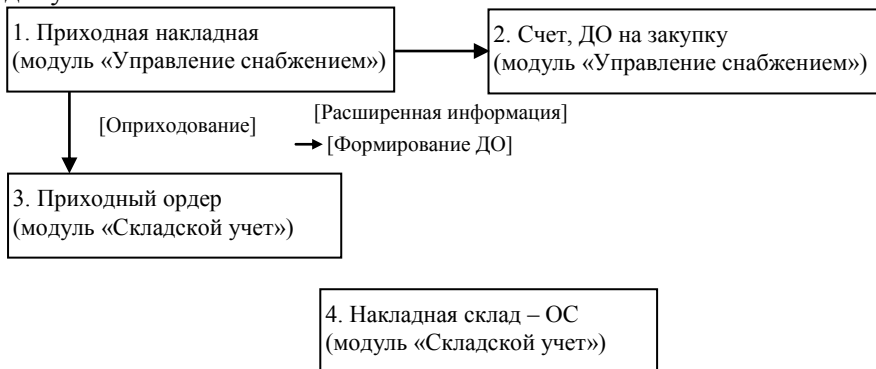 1. Приходная накладная
(модуль «Управление снабжением»)
2. Счет, ДО на закупку
(модуль «Управление снабжением»)
[Оприходование]
[Расширенная информация]
[Формирование ДО]
3. Приходный ордер
(модуль «Складской учет»)
4. Накладная склад – ОС
(модуль «Складской учет»)